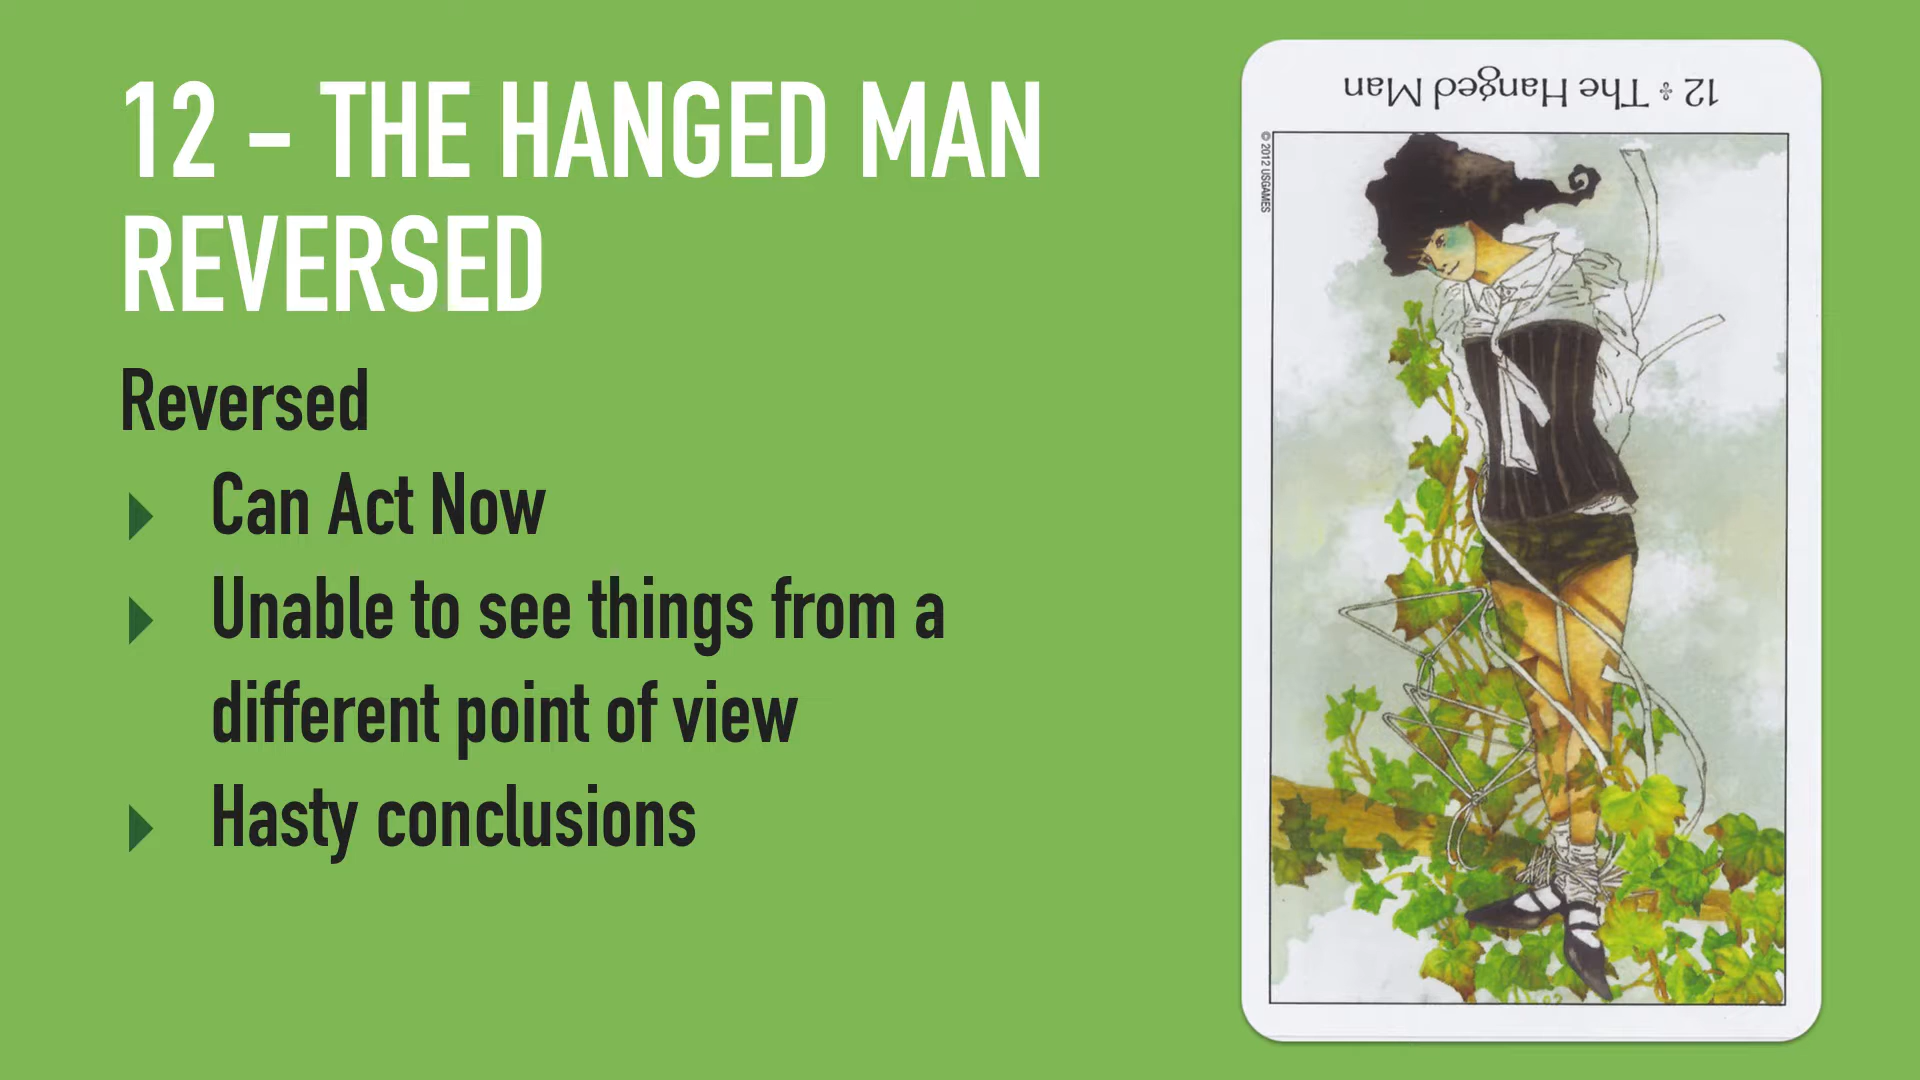 12 - THE HANGED MAN
REVERSED
Reversed
Can Act Now
Unable to see things from a
different point of view
Hasty conclusions
12 ✣ The Hanged Man
© 2012 USGAMES